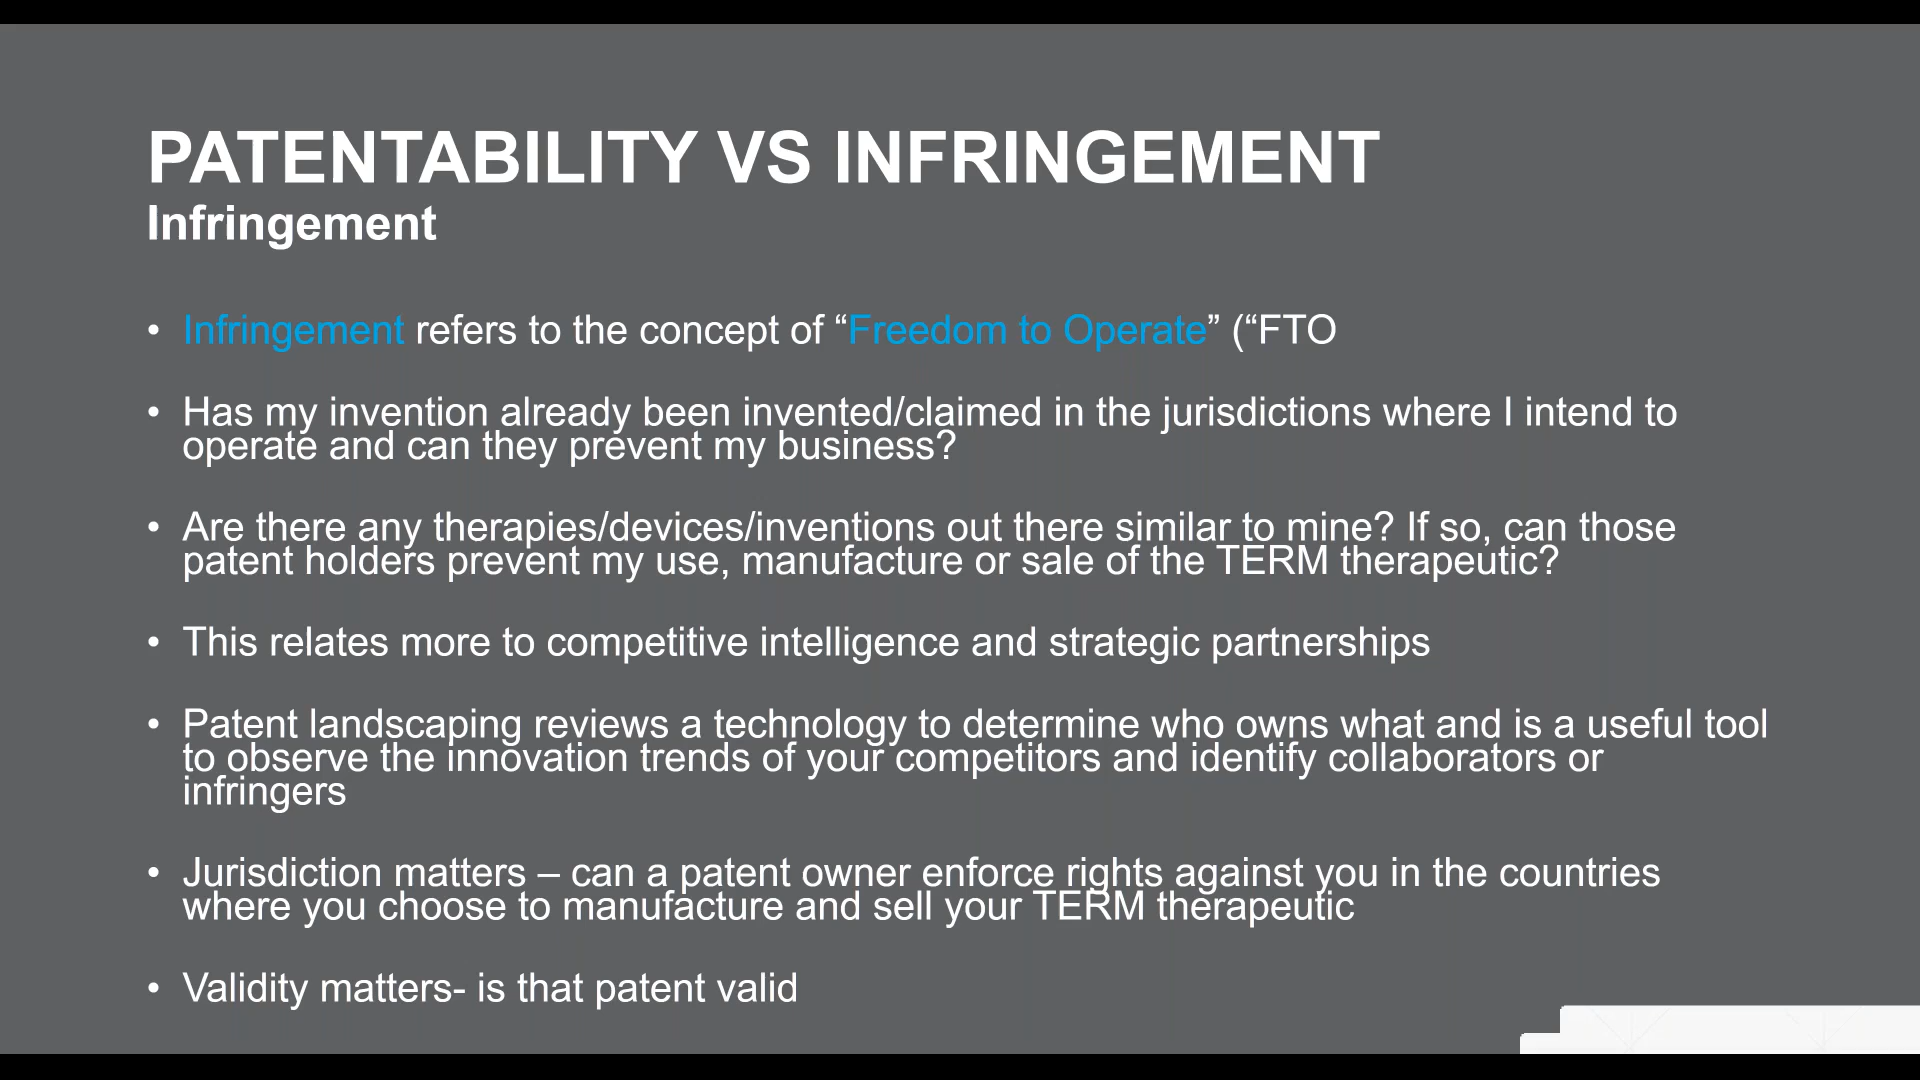 PATENTABILITY VS INFRINGEMENT
Infringement
• Infringement refers to the concept of “Freedom to Operate” (“FTO
• Has my invention already been invented/claimed in the jurisdictions where I intend to
operate and can they prevent my business?
• Are there any therapies/devices/inventions out there similar to mine? If so, can those
patent holders prevent my use, manufacture or sale of the TERM therapeutic?
• This relates more to competitive intelligence and strategic partnerships
• Patent landscaping reviews a technology to determine who owns what and is a useful tool
to observe the innovation trends of your competitors and identify collaborators or
infringers
• Jurisdiction matters – can a patent owner enforce rights against you in the countries
where you choose to manufacture and sell your TERM therapeutic
• Validity matters- is that patent valid